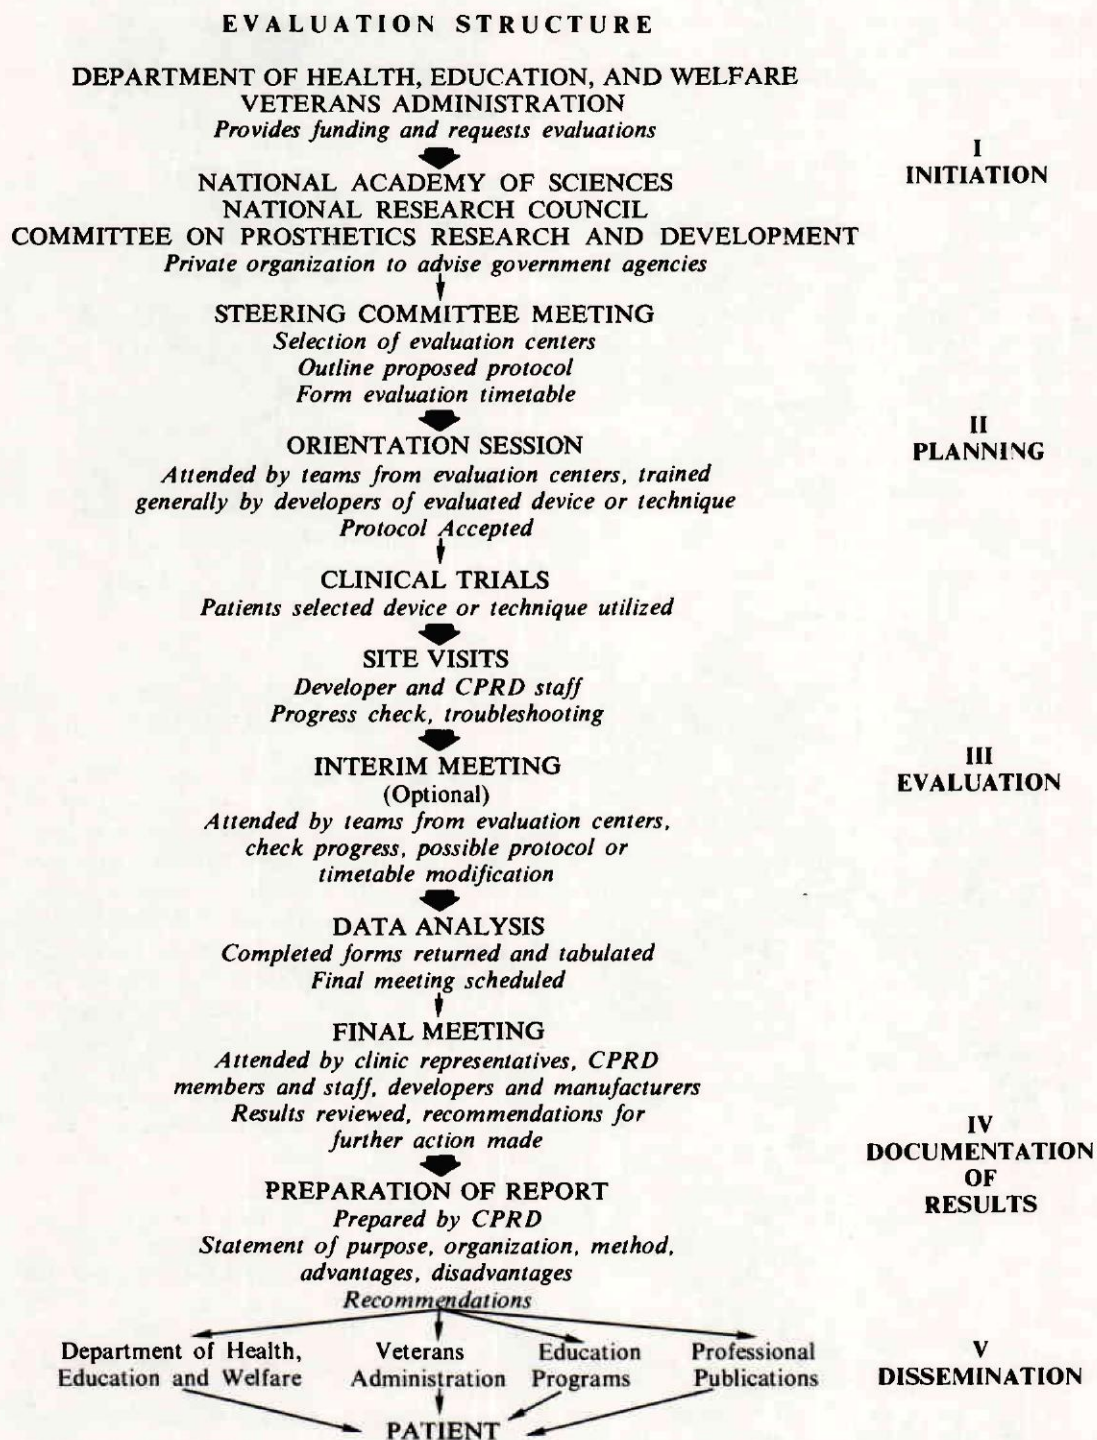 EVALUATION STRUCTURE
DEPARTMENT OF HEALTH, EDUCATION, AND WELFARE
VETERANS ADMINISTRATION
Provides funding and requests evaluations
I
INITIATION
NATIONAL ACADEMY OF SCIENCES
NATIONAL RESEARCH COUNCIL
COMMITTEE ON PROSTHETICS RESEARCH AND DEVELOPMENT
Private organization to advise government agencies
STEERING COMMITTEE MEETING
Selection of evaluation centers
Outline proposed protocol
Form evaluation timetable
II
PLANNING
ORIENTATION SESSION
Attended by teams from evaluation centers, trained
generally by developers of evaluated device or technique
Protocol Accepted
CLINICAL TRIALS
Patients selected device or technique utilized
SITE VISITS
Developer and CPRD staff
Progress check, troubleshooting
III
EVALUATION
INTERIM MEETING
(Optional)
Attended by teams from evaluation centers,
check progress, possible protocol or
timetable modification
DATA ANALYSIS
Completed forms returned and tabulated
Final meeting scheduled
FINAL MEETING
Attended by clinic representatives, CPRD
members and staff, developers and manufacturers
Results reviewed, recommendations for
further action made
IV
DOCUMENTATION
OF
RESULTS
PREPARATION OF REPORT
Prepared by CPRD
Statement of purpose, organization, method,
advantages, disadvantages
Recommendations
Department of Health,
Education and Welfare
Veterans
Administration
Education
Programs
Professional
Publications
V
DISSEMINATION
PATIENT